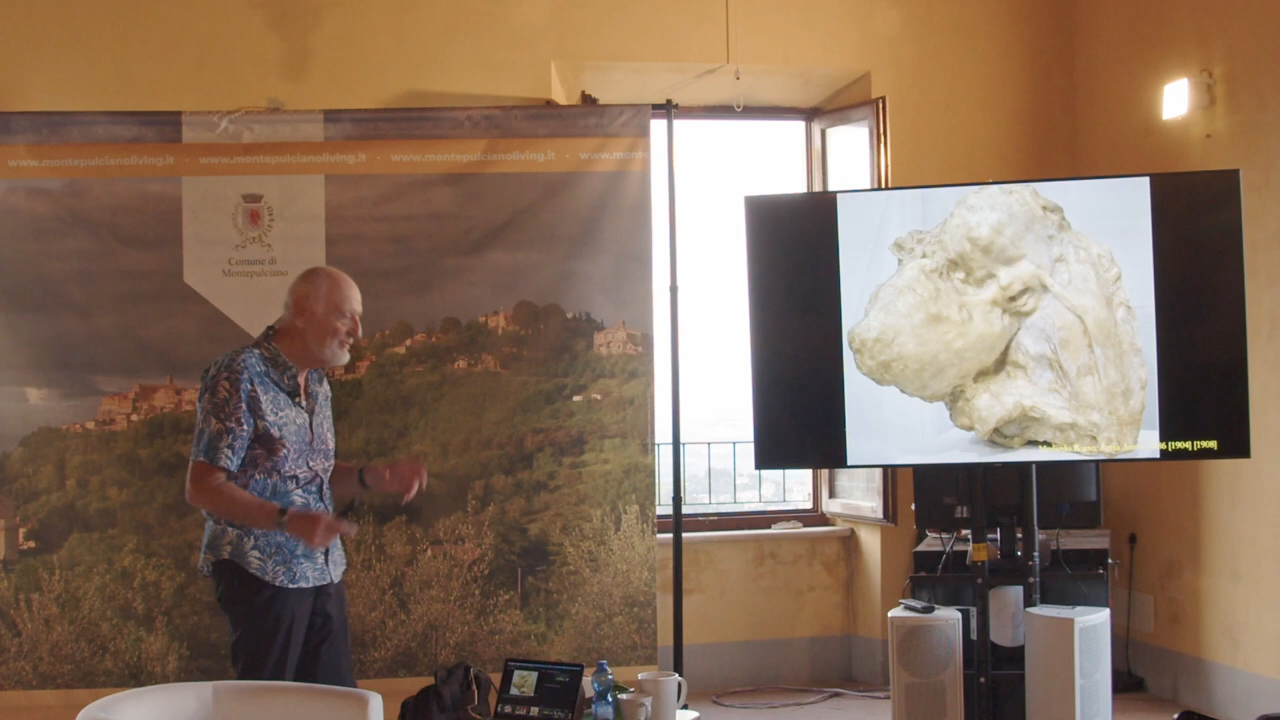 www.montepulcianoliving.it · www.montepulcianoliving.it · www.montepulcianoliving.it · www.monte
Comune di
Montepulciano
[1904] [1908]